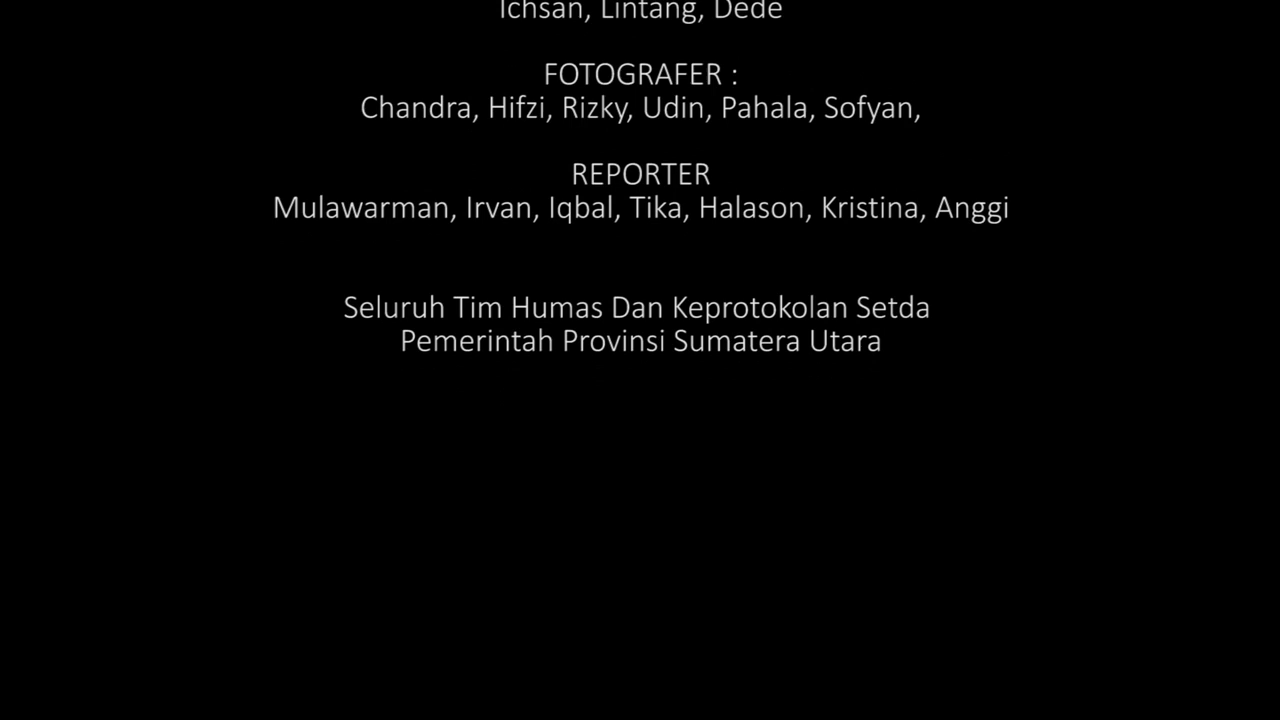 Ichsan, Lintang, Dede
FOTOGRAFER :
Chandra, Hifzi, Rizky, Udin, Pahala, Sofyan,
REPORTER
Mulawarman, Irvan, Iqbal, Tika, Halason, Kristina, Anggi
Seluruh Tim Humas Dan Keprotokolan Setda
Pemerintah Provinsi Sumatera Utara